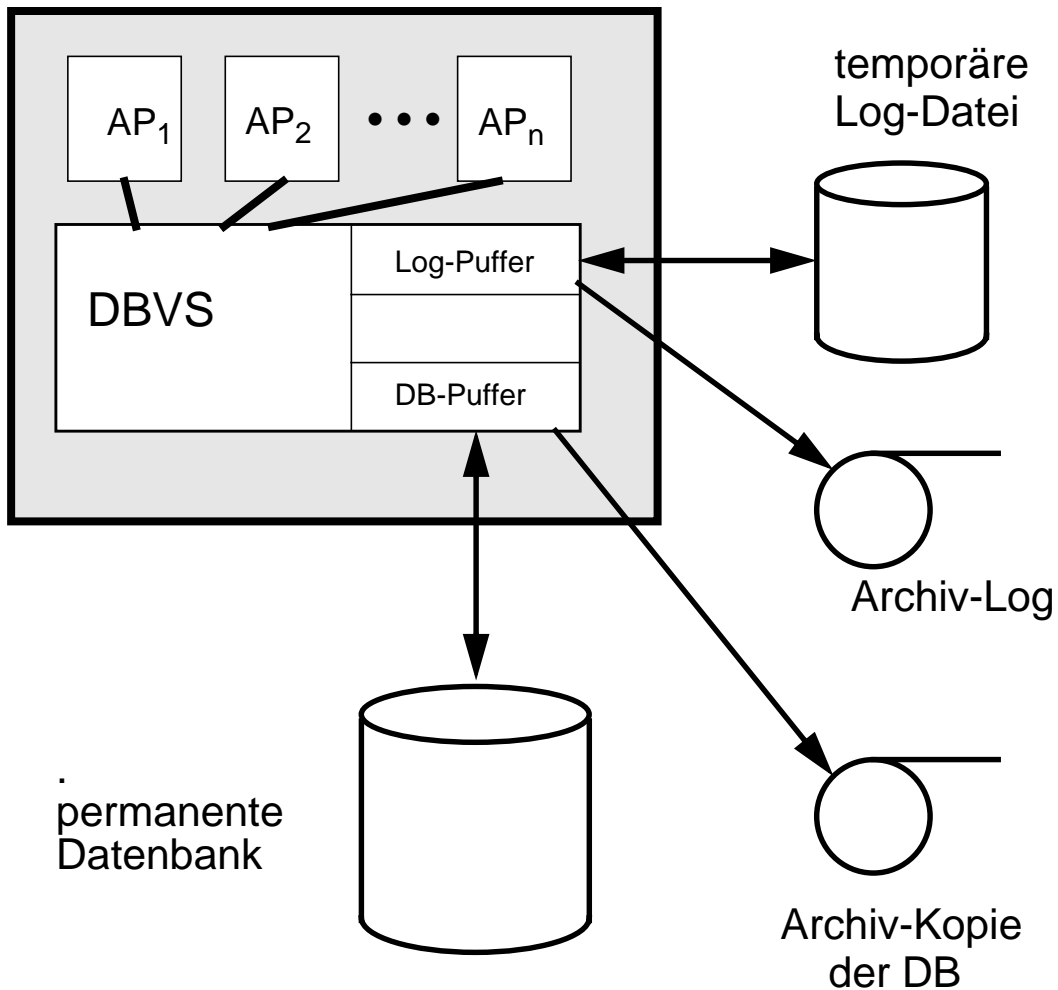 temporäre
Log-Datei
AP1
AP2
• • •
APn
Log-Puffer
DBVS
DB-Puffer
Archiv-Log
.
permanente
Datenbank
Archiv-Kopie
der DB